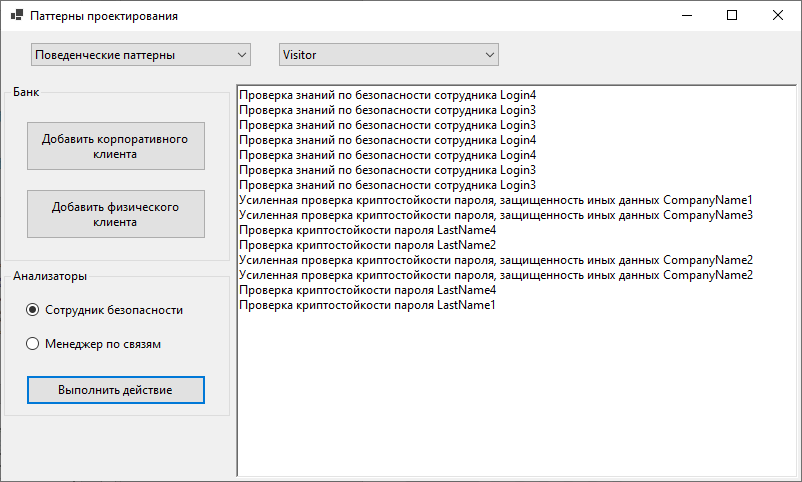 Паттерны проектирования
Поведенческие паттерны
Visitor
Банк
Добавить корпоративного
клиента
Добавить физического
клиента
Анализаторы
Сотрудник безопасности
Менеджер по связям
Выполнить действие
Проверка знаний по безопасности сотрудника Login4
Проверка знаний по безопасности сотрудника Login3
Проверка знаний по безопасности сотрудника Login3
Проверка знаний по безопасности сотрудника Login4
Проверка знаний по безопасности сотрудника Login4
Проверка знаний по безопасности сотрудника Login3
Проверка знаний по безопасности сотрудника Login3
Усиленная проверка криптостойкости пароля, защищенность иных данных CompanyName1
Усиленная проверка криптостойкости пароля, защищенность иных данных CompanyName3
Проверка криптостойкости пароля LastName4
Проверка криптостойкости пароля LastName2
Усиленная проверка криптостойкости пароля, защищенность иных данных CompanyName2
Усиленная проверка криптостойкости пароля, защищенность иных данных CompanyName2
Проверка криптостойкости пароля LastName4
Проверка криптостойкости пароля LastName1